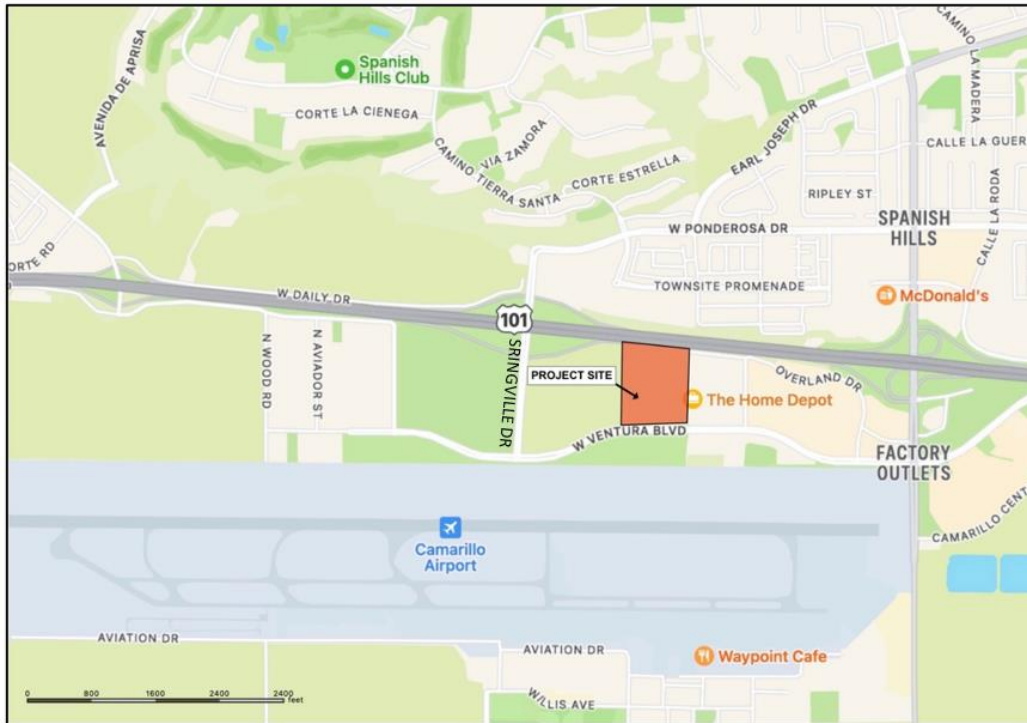 AVENIDA DE APRISA
Spanish
Hills Club
CORTE LA CIENEGA
VIA ZAMORA
CAMINO TIERRA SANTA
CORTE ESTRELLA
EARL JOSEPH DR
CAMINO LA MADERA
CALLE LA GUER
CALLE LA RODA
RIPLEY ST
SPANISH
HILLS
W PONDEROSA DR
TOWNSITE PROMENADE
McDonald's
ORTE RD
W DAILY DR
101
SRINGVILLE DR
N WOOD RD
N AVIADOR ST
PROJECT SITE
OVERLAND DR
The Home Depot
W VENTURA BLVD
FACTORY
OUTLETS
CAMARILLO CENT
Camarillo
Airport
AVIATION DR
AVIATION DR
Waypoint Cafe
WILLIS AVE
0 800 1600 2400 2400
feet